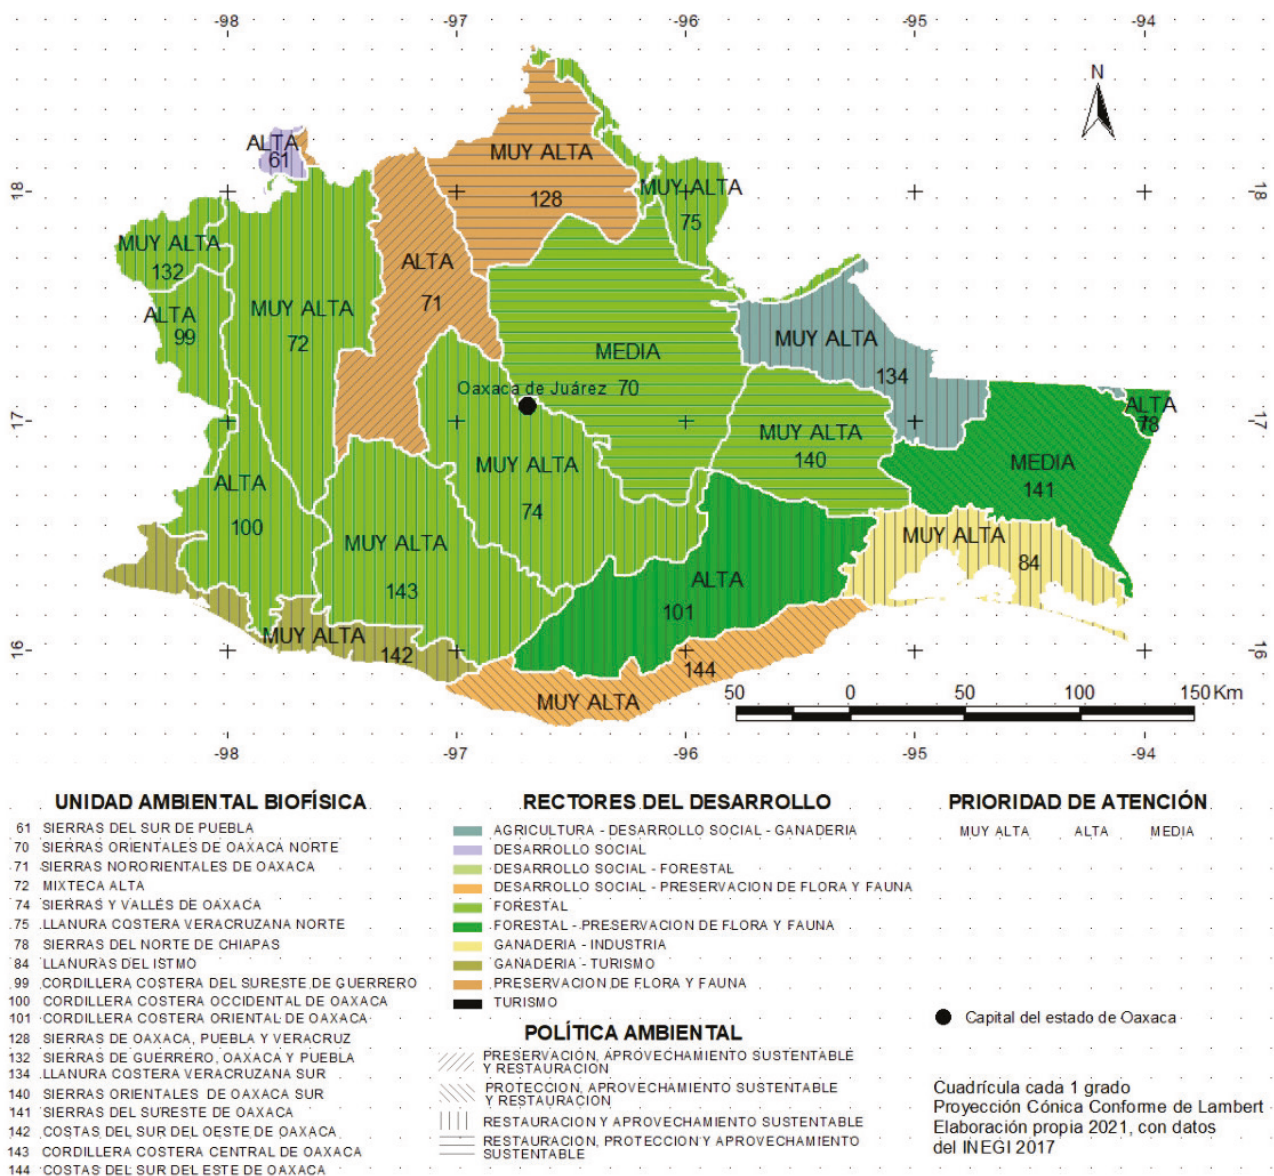 -98 -97 -96 -95 -94
N
ALTA
61
MUY ALTA
128
18
18
MUY ALTA
75
MUY ALTA
132
ALTA
71
ALTA
99
MUY ALTA
72
MUY ALTA
134
MEDIA
70
Oaxaca de Juárez
ALTA
78
17
17
MUY ALTA
140
MUY ALTA
74
MEDIA
141
ALTA
100
MUY ALTA
143
MUY ALTA
84
ALTA
101
MUY ALTA
142
16
16
144
MUY ALTA
50 0 50 100 150 Km
-98 -97 -96 -95 -94
UNIDAD AMBIENTAL BIOFÍSICA
61 SIERRAS DEL SUR DE PUEBLA
70 SIERRAS ORIENTALES DE OAXACA NORTE
71 SIERRAS NORORIENTALES DE OAXACA
72 MIXTECA ALTA
74 SIERRAS Y VALLES DE OAXACA
75 LLANURA COSTERA VERACRUZANA NORTE
78 SIERRAS DEL NORTE DE CHIAPAS
84 LLANURAS DEL ISTMO
99 CORDILLERA COSTERA DEL SURESTE DE GUERRERO
100 CORDILLERA COSTERA OCCIDENTAL DE OAXACA
101 CORDILLERA COSTERA ORIENTAL DE OAXACA
128 SIERRAS DE OAXACA, PUEBLA Y VERACRUZ
132 SIERRAS DE GUERRERO, OAXACA Y PUEBLA
134 LLANURA COSTERA VERACRUZANA SUR
140 SIERRAS ORIENTALES DE OAXACA SUR
141 SIERRAS DEL SURESTE DE OAXACA
142 COSTAS DEL SUR DEL OESTE DE OAXACA
143 CORDILLERA COSTERA CENTRAL DE OAXACA
144 COSTAS DEL SUR DEL ESTE DE OAXACA
RECTORES DEL DESARROLLO
AGRICULTURA - DESARROLLO SOCIAL - GANADERIA
DESARROLLO SOCIAL
DESARROLLO SOCIAL - FORESTAL
DESARROLLO SOCIAL - PRESERVACION DE FLORA Y FAUNA
FORESTAL
FORESTAL - PRESERVACION DE FLORA Y FAUNA
GANADERIA - INDUSTRIA
GANADERIA - TURISMO
PRESERVACION DE FLORA Y FAUNA
TURISMO
POLÍTICA AMBIENTAL
PRESERVACIÓN, APROVECHAMIENTO SUSTENTABLE
Y RESTAURACIÓN
PROTECCION, APROVECHAMIENTO SUSTENTABLE
Y RESTAURACION
RESTAURACION Y APROVECHAMIENTO SUSTENTABLE
RESTAURACION, PROTECCION Y APROVECHAMIENTO
SUSTENTABLE
PRIORIDAD DE ATENCIÓN
MUY ALTA ALTA MEDIA
Capital del estado de Oaxaca
Cuadrícula cada 1 grado
Proyección Cónica Conforme de Lambert
Elaboración propia 2021, con datos
del INEGI 2017